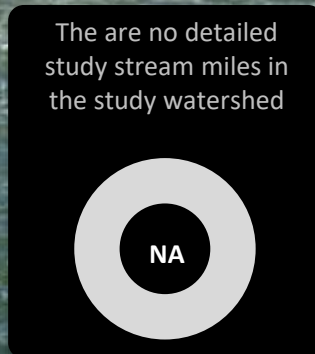 The are no detailed
study stream miles in
the study watershed
NA